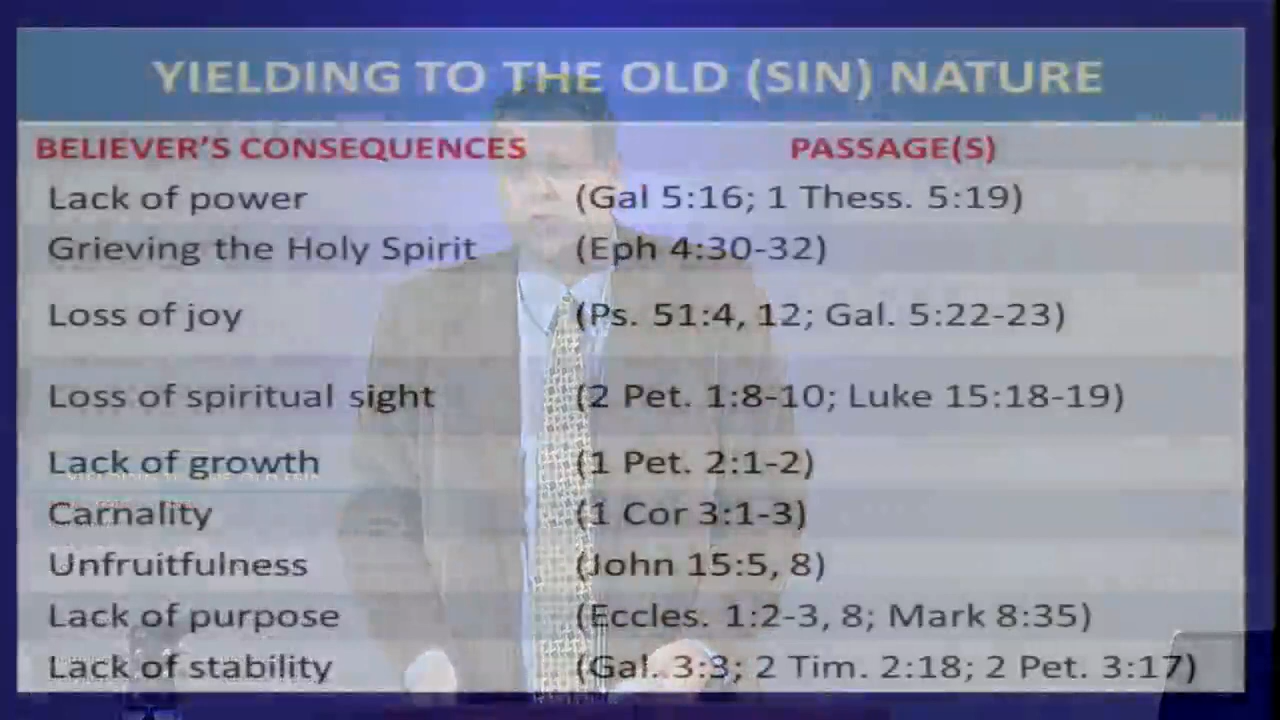 YIELDING TO THE OLD (SIN) NATURE
BELIEVER'S CONSEQUENCES PASSAGE(S)
Lack of power (Gal 5:16; 1 Thess. 5:19)
Grieving the Holy Spirit (Eph 4:30-32)
Loss of joy (Ps. 51:4, 12; Gal. 5:22-23)
Loss of spiritual sight (2 Pet. 1:8-10; Luke 15:18-19)
Lack of growth (1 Pet. 2:1-2)
Carnality (1 Cor 3:1-3)
Unfruitfulness (John 15:5, 8)
Lack of purpose (Eccles. 1:2-3, 8; Mark 8:35)
Lack of stability (Gal. 3:3; 2 Tim. 2:18; 2 Pet. 3:17)